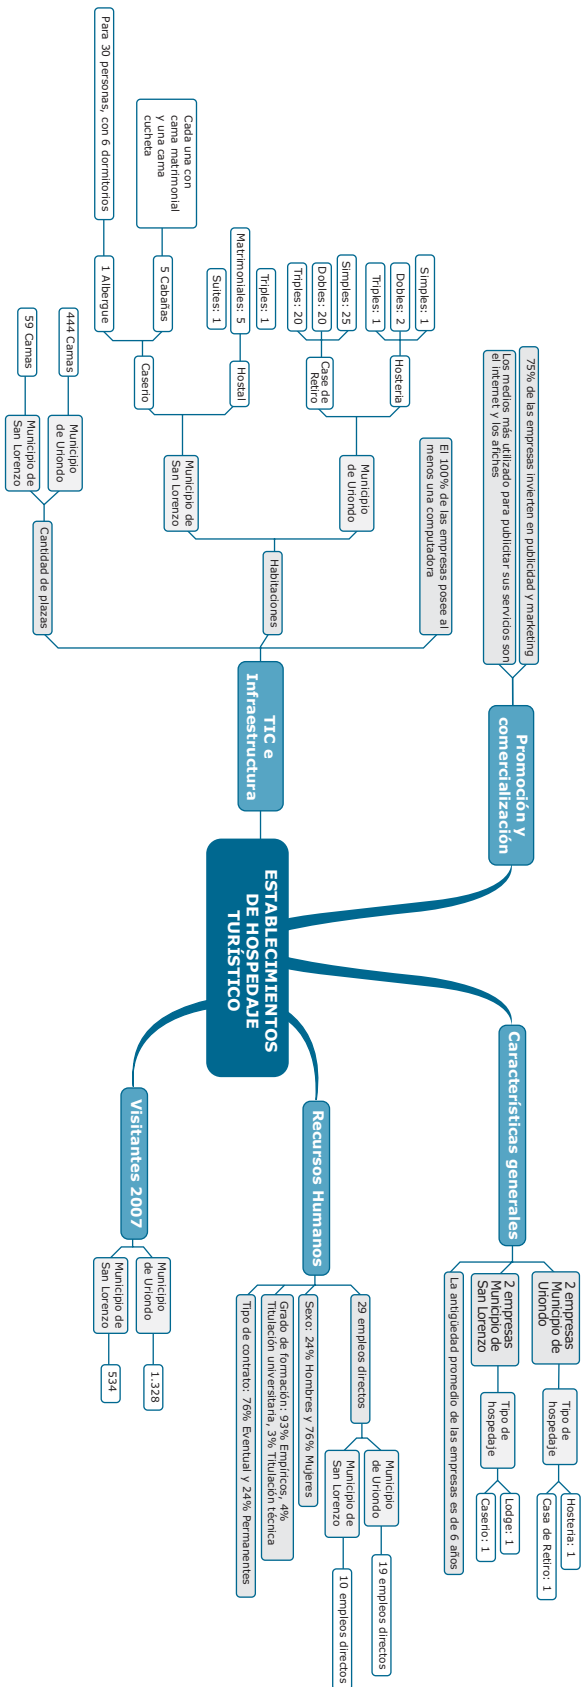 ESTABLECIMIENTOS
DE HOSPEDAJE
TURÍSTICO
Promoción y
comercialización
75% de las empresas invierten en publicidad y marketing
Los medios más utilizado para publicitar sus servicios son
el internet y los afiches
TIC e
Infraestructura
El 100% de las empresas posee al
menos una computadora
Habitaciones
Municipio
de Uriondo
Hosteria
Simples: 1
Dobles: 2
Triples: 1
Case de
Retiro
Simples: 25
Dobles: 20
Triples: 20
Municipio de
San Lorenzo
Hostal
Triples: 1
Matrimoniales: 5
Suites: 1
Caserio
5 Cabañas
Cada una con
cama matrimonial
y una cama
cucheta
1 Albergue
Para 30 personas, con 6 dormitorios
Cantidad de plazas
Municipio
de Uriondo
444 Camas
Municipio de
San Lorenzo
59 Camas
Características generales
2 empresas
Municipio de
Uriondo
Tipo de
hospedaje
Hosteria: 1
Casa de Retiro: 1
2 empresas
Municipio de
San Lorenzo
Tipo de
hospedaje
Lodge: 1
Caserio: 1
La antigüedad promedio de las empresas es de 6 años
Recursos Humanos
29 empleos directos
Municipio
de Uriondo
19 empleos directos
Municipio de
San Lorenzo
10 empleos directos
Sexo: 24% Hombres y 76% Mujeres
Grado de formación: 93% Empíricos, 4%
Titulación universitaria, 3% Titulación técnica
Tipo de contrato: 76% Eventual y 24% Permanentes
Visitantes 2007
Municipio
de Uriondo
1.328
Municipio de
San Lorenzo
534